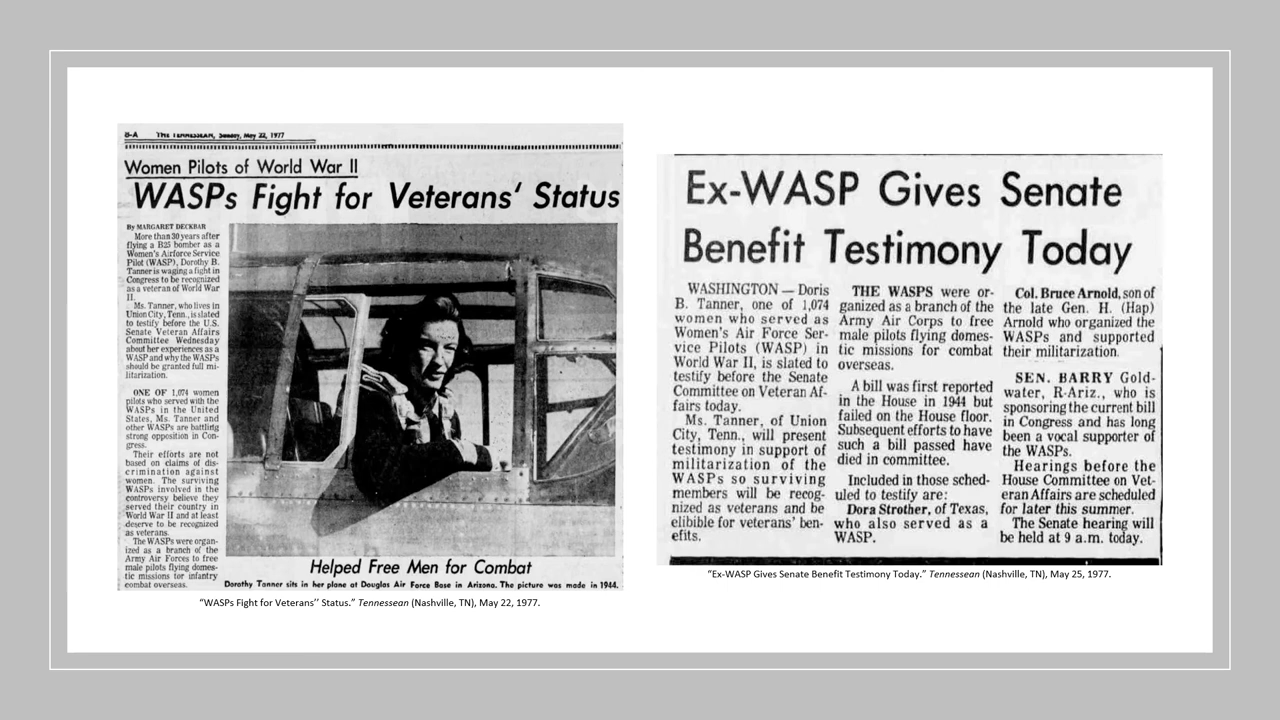 8-A THE TENNESSEAN, Sunday, May 22, 1977
Women Pilots of World War II
WASPs Fight for Veterans' Status
By MARGARET DECKBAR
More than 30 years after
flying a B25 bomber as a
Women's Airforce Service
Pilot (WASP), Dorothy B.
Tanner is waging a fight in
Congress to be recognized
as a veteran of World War
II.
Ms. Tanner, who lives in
Union City, Tenn., is slated
to testify before the U.S.
Senate Veteran Affairs
Committee Wednesday
about her experiences as a
WASP and why the WASPs
should be granted full mi-
litarization.
ONE OF 1,074 women
pilots who served with the
WASPs in the United
States, Ms. Tanner and
other WASPs are battling
strong opposition in Con-
gress.
Their efforts are not
based on claims of dis-
crimination against
women. The surviving
WASPs involved in the
controversy believe they
served their country in
World War II and at least
deserve to be recognized
as veterans.
The WASPs were organ-
ized as a branch of the
Army Air Forces to free
male pilots flying domes-
tic missions for infantry
combat overseas.
Helped Free Men for Combat
Dorothy Tanner sits in her plane at Douglas Air Force Base in Arizona. The picture was made in 1944.
“WASPs Fight for Veterans’’ Status.” Tennessean (Nashville, TN), May 22, 1977.
Ex-WASP Gives Senate
Benefit Testimony Today
WASHINGTON — Doris
B. Tanner, one of 1,074
women who served as
Women's Air Force Ser-
vice Pilots (WASP) in
World War II, is slated to
testify before the Senate
Committee on Veteran Af-
fairs today.
Ms. Tanner, of Union
City, Tenn., will present
testimony in support of
militarization of the
WASPs so surviving
members will be recog-
nized as veterans and be
elibible for veterans' ben-
efits.
THE WASPS were or-
ganized as a branch of the
Army Air Corps to free
male pilots flying domes-
tic missions for combat
overseas.
A bill was first reported
in the House in 1944 but
failed on the House floor.
Subsequent efforts to have
such a bill passed have
died in committee.
Included in those sched-
uled to testify are:
Dora Strother, of Texas,
who also served as a
WASP.
Col. Bruce Arnold, son of
the late Gen. H. (Hap)
Arnold who organized the
WASPs and supported
their militarization.
SEN. BARRY Gold-
water, R-Ariz., who is
sponsoring the current bill
in Congress and has long
been a vocal supporter of
the WASPs.
Hearings before the
House Committee on Vet-
eran Affairs are scheduled
for later this summer.
The Senate hearing will
be held at 9 a.m. today.
“Ex-WASP Gives Senate Benefit Testimony Today.” Tennessean (Nashville, TN), May 25, 1977.